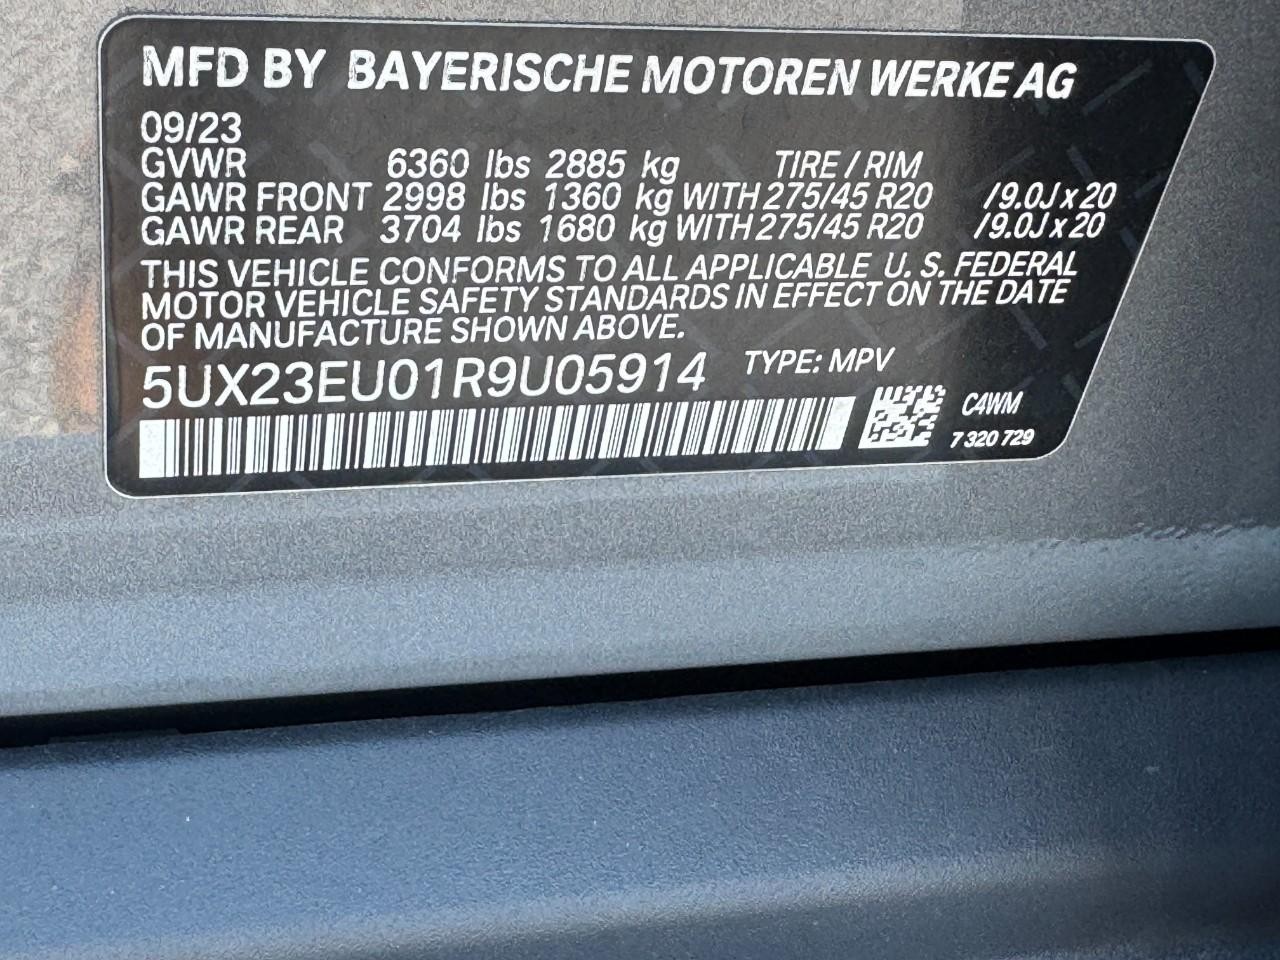 MFD BY BAYERISCHE MOTOREN WERKE AG
09/23
GVWR 6360 lbs 2885 kg TIRE / RIM
GAWR FRONT 2998 lbs 1360 kg WITH 275/45 R20 /9.0J x 20
GAWR REAR 3704 lbs 1680 kg WITH 275/45 R20 /9.0J x 20
THIS VEHICLE CONFORMS TO ALL APPLICABLE U. S. FEDERAL
MOTOR VEHICLE SAFETY STANDARDS IN EFFECT ON THE DATE
OF MANUFACTURE SHOWN ABOVE.
5UX23EU01R9U05914 TYPE: MPV
C4WM
7 320 729